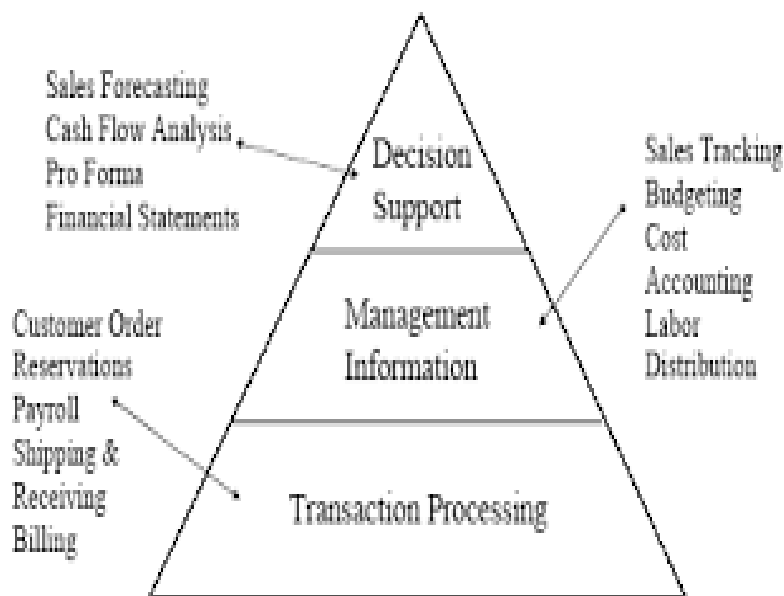 Sales Forecasting
Cash Flow Analysis
Pro Forma
Financial Statements
Decision
Support
Sales Tracking
Budgeting
Cost
Accounting
Labor
Distribution
Management
Information
Customer Order
Reservations
Payroll
Shipping &
Receiving
Billing
Transaction Processing